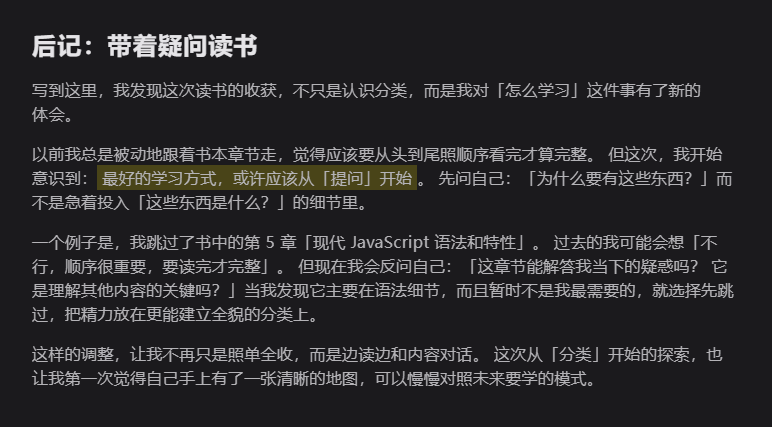 后记：带着疑问读书
写到这里，我发现这次读书的收获，不只是认识分类，而是我对「怎么学习」这件事有了新的
体会。
以前我总是被动地跟着书本章节走，觉得应该要从头到尾照顺序看完才算完整。 但这次，我开始
意识到：最好的学习方式，或许应该从「提问」开始 。 先问自己：「为什么要有这些东西？」而
不是急着投入「这些东西是什么？」的细节里。
一个例子是，我跳过了书中的第 5 章「现代 JavaScript 语法和特性」。 过去的我可能会想「不
行，顺序很重要，要读完才完整」。 但现在我会反问自己：「这章节能解答我当下的疑惑吗？ 它
是理解其他内容的关键吗？」当我发现它主要在语法细节，而且暂时不是我最需要的，就选择先跳
过，把精力放在更能建立全貌的分类上。
这样的调整，让我不再只是照单全收，而是边读边和内容对话。 这次从「分类」开始的探索，也
让我第一次觉得自己手上有了一张清晰的地图，可以慢慢对照未来要学的模式。